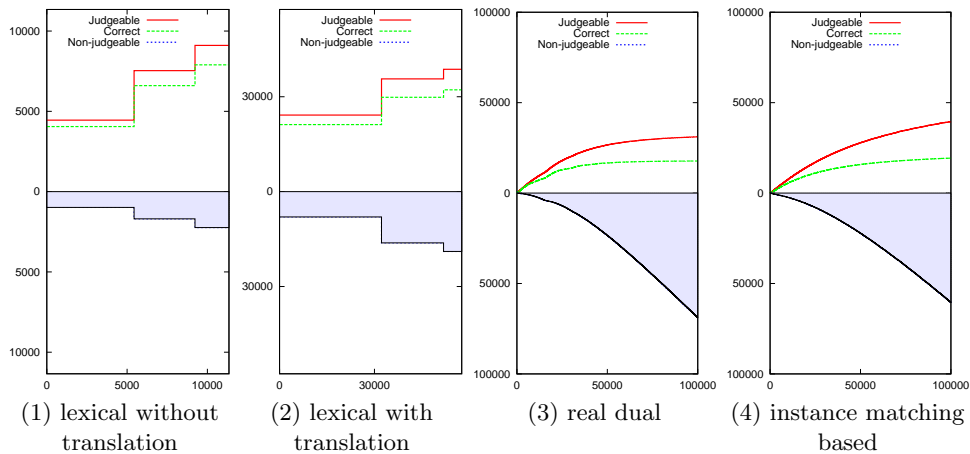 10000
5000
0
5000
10000
0
5000
10000
Judgeable
Correct
Non-judgeable
(1) lexical without
translation
30000
0
30000
0
30000
Judgeable
Correct
Non-judgeable
(2) lexical with
translation
100000
50000
0
50000
100000
0
50000
100000
Judgeable
Correct
Non-judgeable
(3) real dual
100000
50000
0
50000
100000
0
50000
100000
Judgeable
Correct
Non-judgeable
(4) instance matching
based